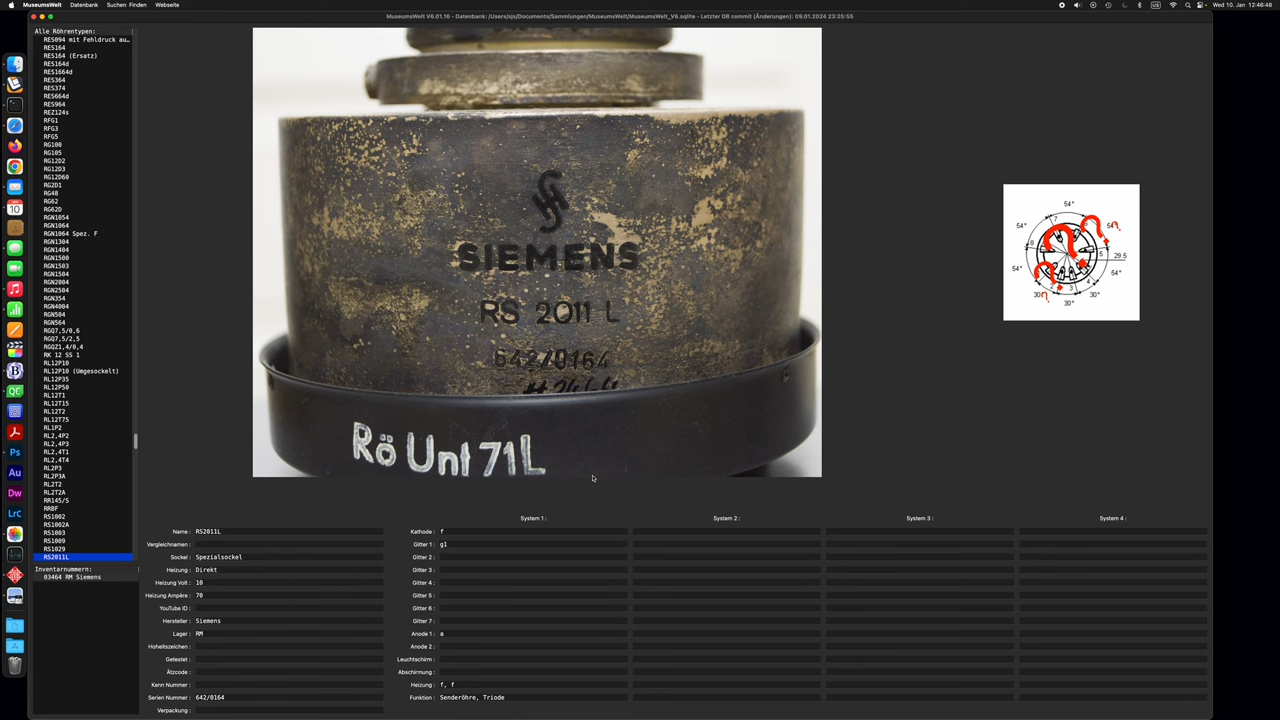 MuseumsWelt Datenbank Suchen Finden Webseite
US Wed 10. Jan. 12:46:48
MuseumsWelt V6.01.16 - Datenbank: /Users/sjs/Documents/Sammlungen/MuseumsWelt/MuseumsWelt_V6.sqlite - Letzter DB commit (Änderungen): 09.01.2024 23:25:55
Alle Röhrentypen:
RES094 mit Fehldruck au...
RES164
RES164 (Ersatz)
RES164d
RES1664d
RES364
RES374
RES664d
RES964
REZ124s
RFG1
RFG3
RFG5
RG100
RG105
RG12D2
RG12D3
RG12D60
RG2D1
RG48
RG62
RG62D
RGN1054
RGN1064
RGN1064 Spez. F
RGN1304
RGN1404
RGN1500
RGN1503
RGN1504
RGN2004
RGN2504
RGN354
RGN4004
RGN504
RGN564
RGQ7,5/0,6
RGQ7,5/2,5
RGQZ1,4/0,4
RK 12 SS 1
RL12P10
RL12P10 (Umgesockelt)
RL12P35
RL12P50
RL12T1
RL12T15
RL12T2
RL12T75
RL1P2
RL2,4P2
RL2,4P3
RL2,4T1
RL2,4T4
RL2P3
RL2P3A
RL2T2
RL2T2A
RR145/S
RRBF
RS1002
RS1002A
RS1003
RS1009
RS1029
RS2011L
Inventarnummern:
03464 RM Siemens
SIEMENS
RS 2011 L
642/0164
Rö Unt 71L
54°
54° 54° ?.
7
8 5 29.5
54° 54°
4
3
30° ?. 30°
30°
System 1 : System 2 : System 3 : System 4 :
Name : RS2011L
Vergleichnamen :
Sockel : Spezialsockel
Heizung : Direkt
Heizung Volt : 10
Heizung Ampère : 70
YouTube ID :
Hersteller : Siemens
Lager : RM
Hoheitszeichen :
Getestet :
Ätzcode :
Kenn Nummer :
Serien Nummer : 642/0164
Verpackung :
Kathode : f
Gitter 1 : g1
Gitter 2 :
Gitter 3 :
Gitter 4 :
Gitter 5 :
Gitter 6 :
Gitter 7 :
Anode 1 : a
Anode 2 :
Leuchtschirm :
Abschirmung :
Heizung : f, f
Funktion : Senderöhre, Triode